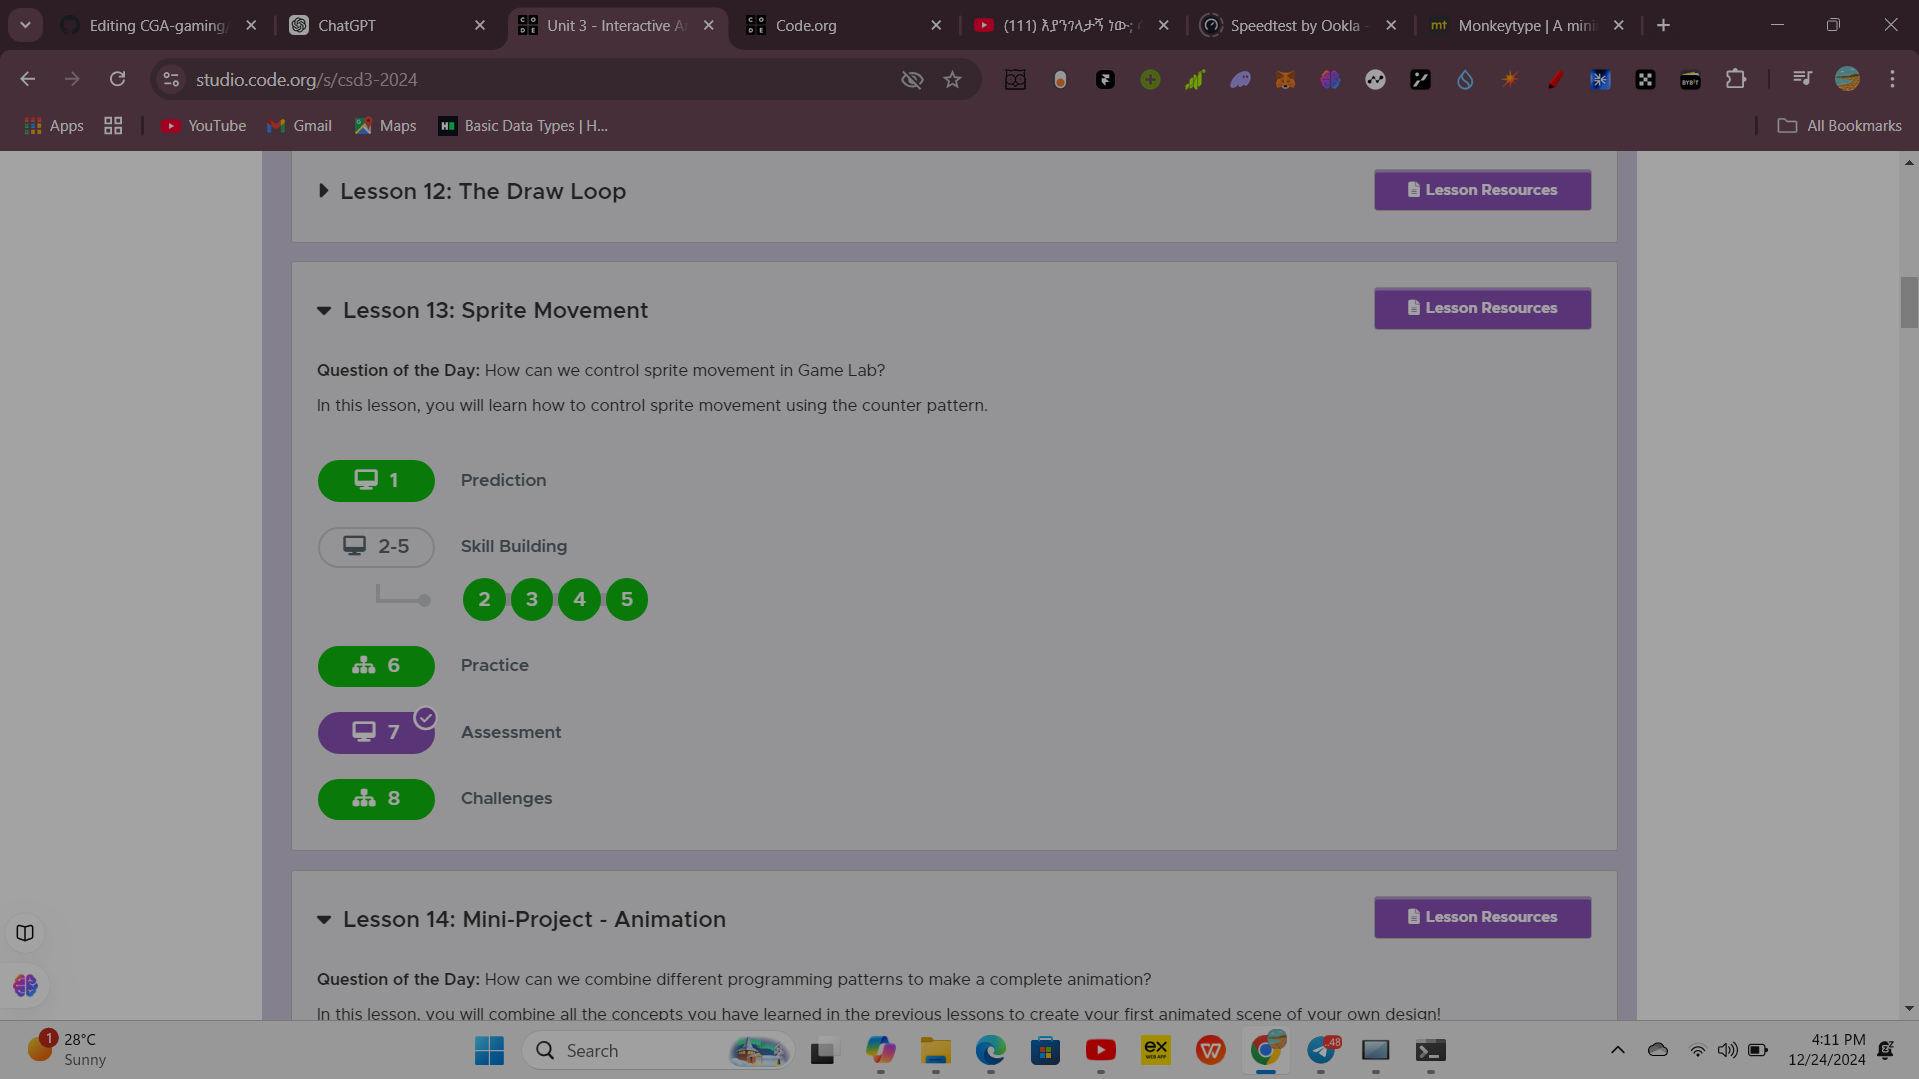 Editing CGA-gaming/
ChatGPT
Unit 3 - Interactive A
Code.org
(111) እያንገላታኝ ነው;
Speedtest by Ookla -
mt Monkeytype | A mini
studio.code.org/s/csd3-2024
Apps
YouTube
Gmail
Maps
Basic Data Types | H...
All Bookmarks
Lesson 12: The Draw Loop
Lesson Resources
Lesson 13: Sprite Movement
Lesson Resources
Question of the Day: How can we control sprite movement in Game Lab?
In this lesson, you will learn how to control sprite movement using the counter pattern.
1 Prediction
2-5 Skill Building
2 3 4 5
6 Practice
7 Assessment
8 Challenges
Lesson 14: Mini-Project - Animation
Lesson Resources
Question of the Day: How can we combine different programming patterns to make a complete animation?
In this lesson, you will combine all the concepts you have learned in the previous lessons to create your first animated scene of your own design!
1
28°C
Sunny
Search
ex
WEB APP
48
4:11 PM
12/24/2024